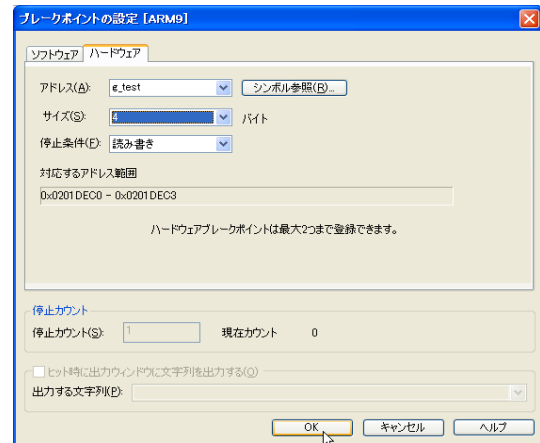 ブレークポイントの設定 [ARM9]
ソフトウェア ハードウェア
アドレス(A): g_test シンボル参照(R)...
サイズ(S): 4 バイト
停止条件(F): 読み書き
対応するアドレス範囲
0x0201DEC0 - 0x0201DEC3
ハードウェアブレークポイントは最大2つまで登録できます。
停止カウント
停止カウント(S): 1 現在カウント 0
ヒット時に出力ウィンドウに文字列を出力する(O)
出力する文字列(P):
OK キャンセル ヘルプ